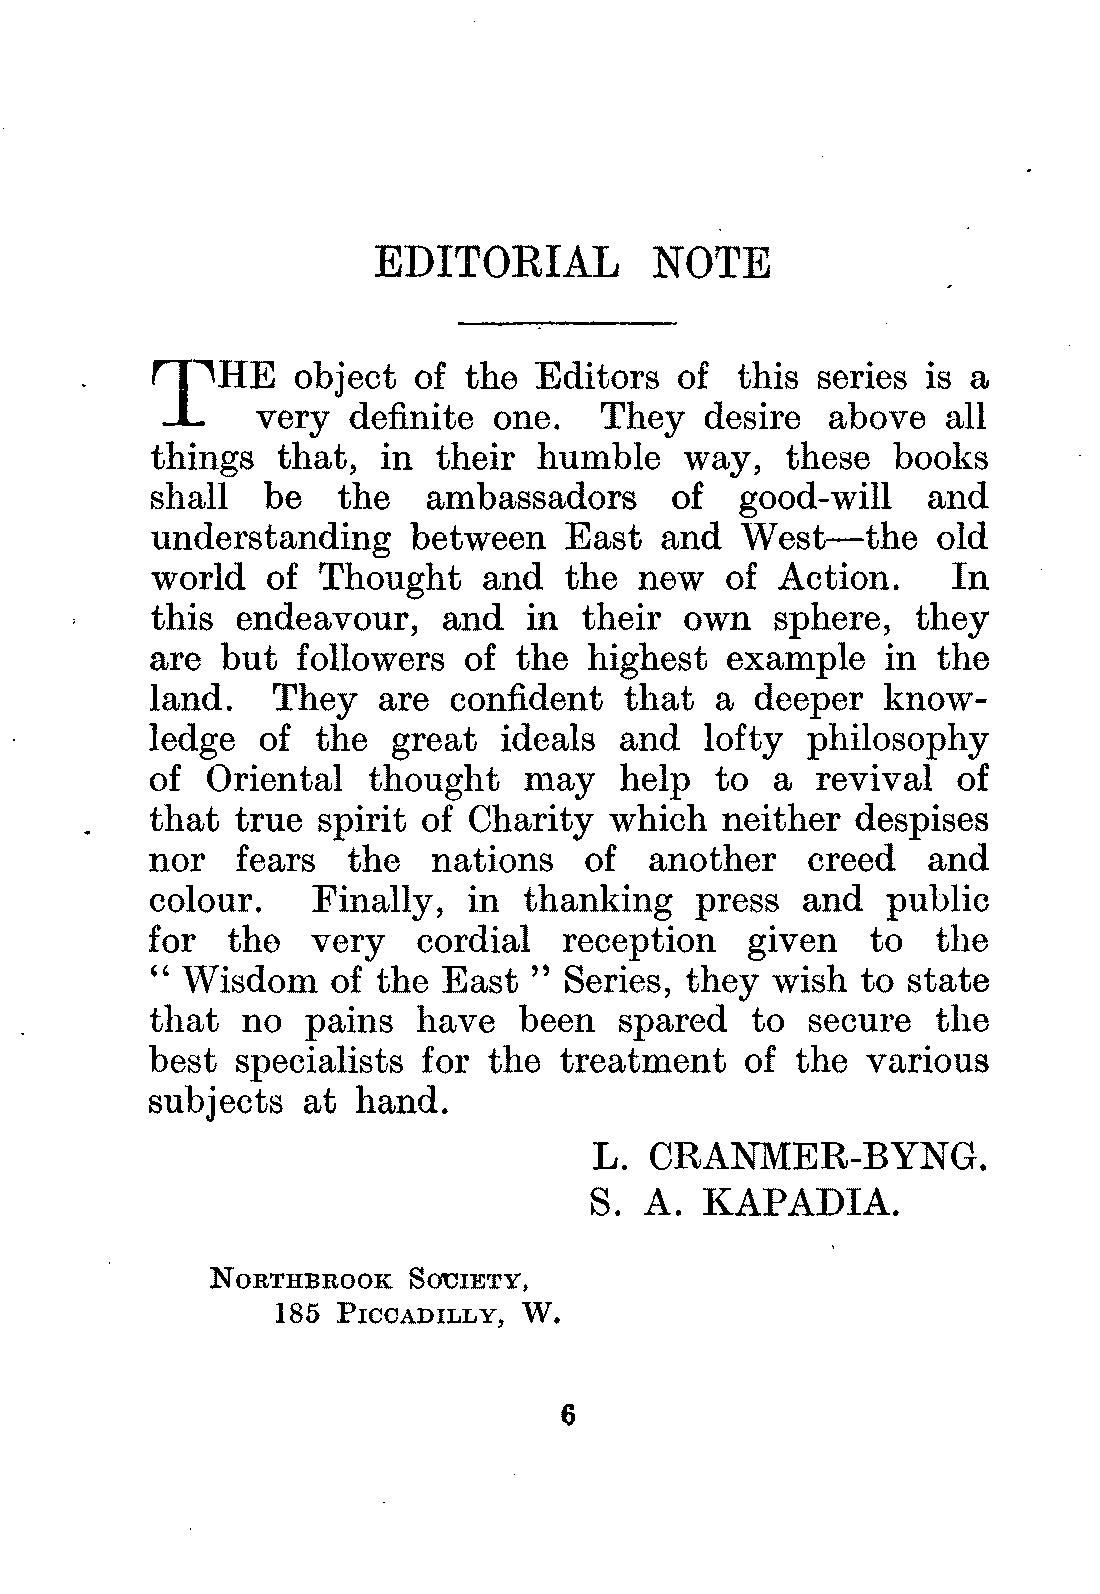 EDITORIAL NOTE
THE object of the Editors of this series is a
very definite one. They desire above all
things that, in their humble way, these books
shall be the ambassadors of good-will and
understanding between East and West—the old
world of Thought and the new of Action. In
this endeavour, and in their own sphere, they
are but followers of the highest example in the
land. They are confident that a deeper know-
ledge of the great ideals and lofty philosophy
of Oriental thought may help to a revival of
that true spirit of Charity which neither despises
nor fears the nations of another creed and
colour. Finally, in thanking press and public
for the very cordial reception given to the
“ Wisdom of the East ” Series, they wish to state
that no pains have been spared to secure the
best specialists for the treatment of the various
subjects at hand.
L. CRANMER-BYNG.
S. A. KAPADIA.
NORTHBROOK SOCIETY,
185 PICCADILLY, W.
6